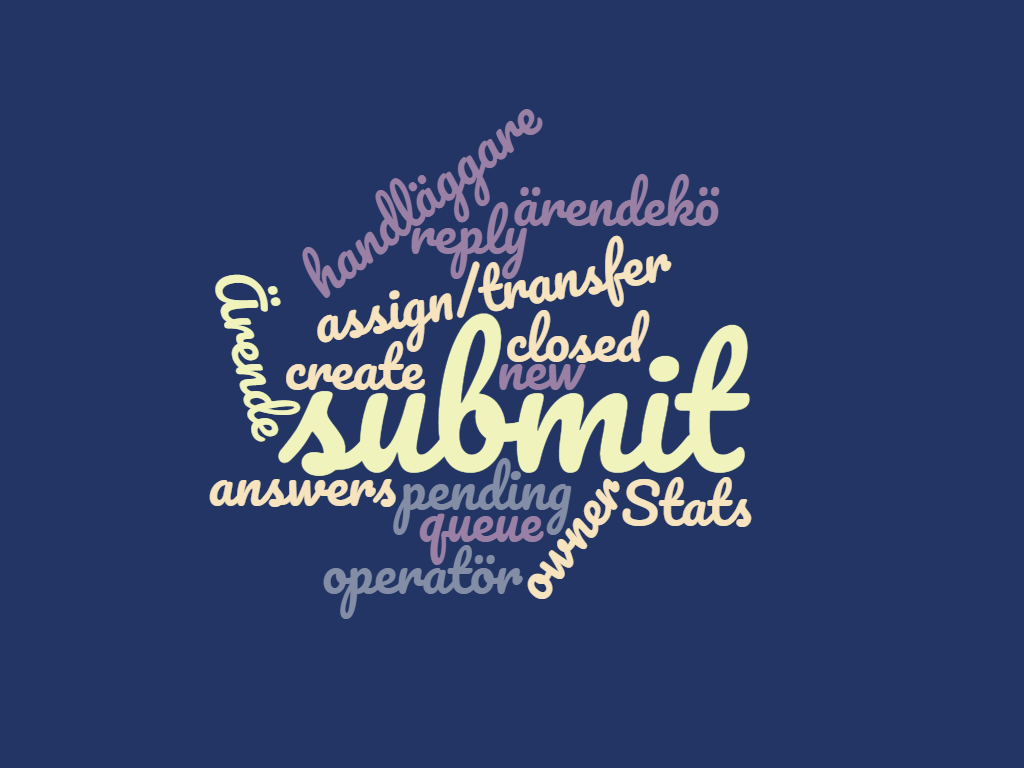 handläggare
ärendekö
reply
assign/transfer
Ärende
closed
create
new
submit
answers
pending
Stats
queue
owner
operatör